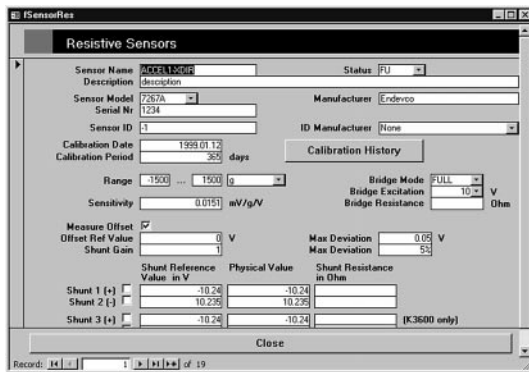 fSensorRes
Resistive Sensors
Sensor Name ACCEL1-XDIR Status FU
Description description
Sensor Model 7267A Manufacturer Endevco
Serial Nr 1234
Sensor ID -1 ID Manufacturer None
Calibration Date 1999.01.12 Calibration History
Calibration Period 365 days
Range -1500 ... 1500 g Bridge Mode FULL
Bridge Excitation 10 V
Sensitivity 0.0151 mV/g/V Bridge Resistance Ohm
Measure Offset
Offset Ref Value 0 V Max Deviation 0.05 V
Shunt Gain 1 Max Deviation 5%
Shunt Reference Physical Value Shunt Resistance
Value in V in Ohm
Shunt 1 (+) -10.24 -10.24
Shunt 2 (-) 10.235 10.235
Shunt 3 (+) -10.24 -10.24 (K3600 only)
Close
Record: 1 of 19